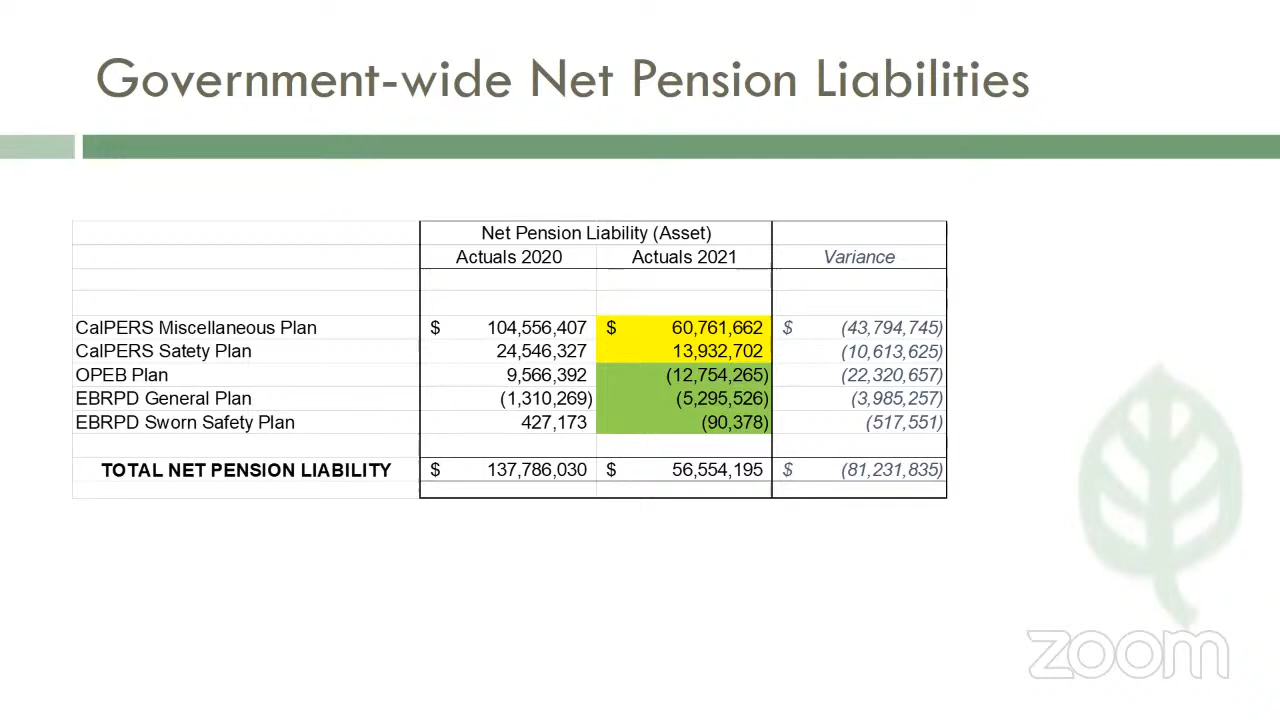 Government-wide Net Pension Liabilities
Net Pension Liability (Asset)
Actuals 2020 Actuals 2021 Variance
CalPERS Miscellaneous Plan $ 104,556,407 $ 60,761,662 $ (43,794,745)
CalPERS Safety Plan 24,546,327 13,932,702 (10,613,625)
OPEB Plan 9,566,392 (12,754,265) (22,320,657)
EBRPD General Plan (1,310,269) (5,295,526) (3,985,257)
EBRPD Sworn Safety Plan 427,173 (90,378) (517,551)
TOTAL NET PENSION LIABILITY $ 137,786,030 $ 56,554,195 $ (81,231,835)
zoom